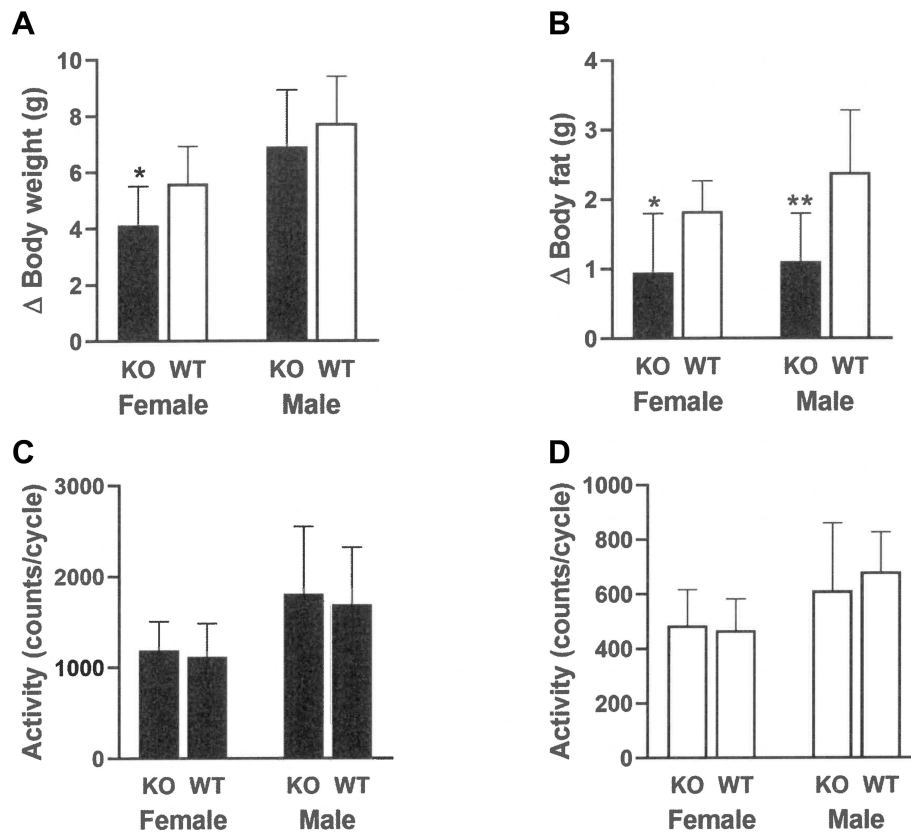 A
Δ Body weight (g)
10
8
6
4
2
0
*
KO WT KO WT
Female Male
B
Δ Body fat (g)
4
3
2
1
0
* **
KO WT KO WT
Female Male
C
Activity (counts/cycle)
3000
2000
1000
0
KO WT KO WT
Female Male
D
Activity (counts/cycle)
1000
800
600
400
200
0
KO WT KO WT
Female Male